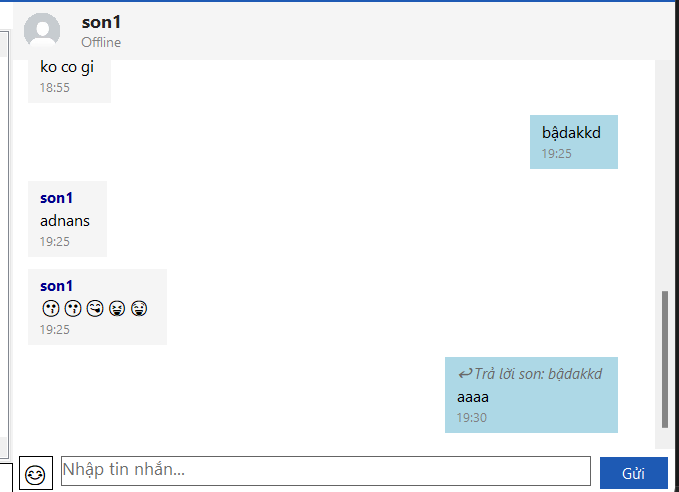 son1
Offline
ko co gi
18:55
bậdakkd
19:25
son1
adnans
19:25
son1
😗😗😋😝🤮
19:25
↩ Trả lời son: bậdakkd
aaaa
19:30
😊 Nhập tin nhắn... Gửi